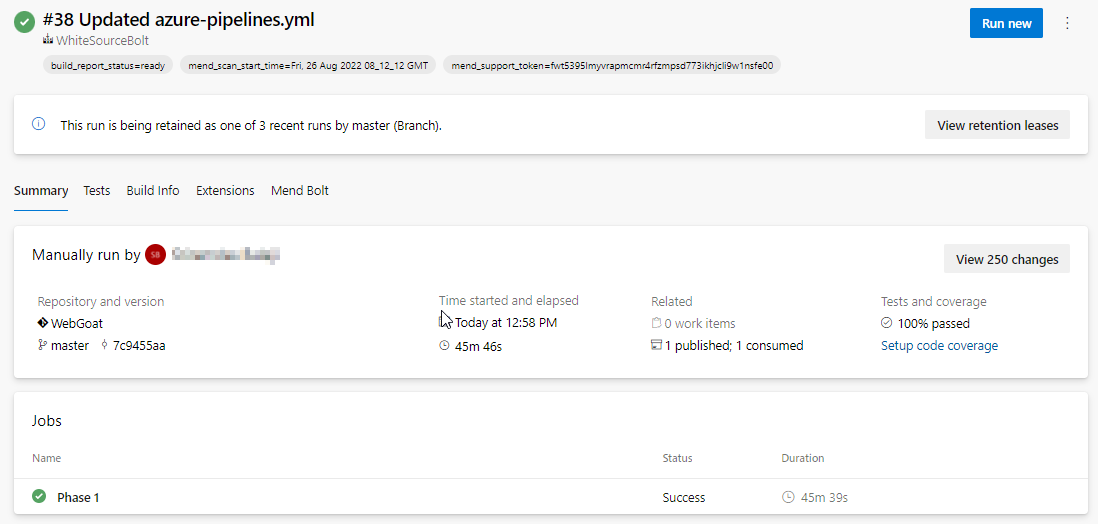 #38 Updated azure-pipelines.yml
WhiteSourceBolt
Run new
build_report_status=ready mend_scan_start_time=Fri, 26 Aug 2022 08_12_12 GMT mend_support_token=fwt5395lmyvrapmcmr4rfzmpsd773ikhjcli9w1nsfe00
This run is being retained as one of 3 recent runs by master (Branch). View retention leases
Summary Tests Build Info Extensions Mend Bolt
Manually run by SB
View 250 changes
Repository and version Time started and elapsed Related Tests and coverage
WebGoat Today at 12:58 PM 0 work items 100% passed
master 7c9455aa 45m 46s 1 published; 1 consumed Setup code coverage
Jobs
Name Status Duration
Phase 1 Success 45m 39s